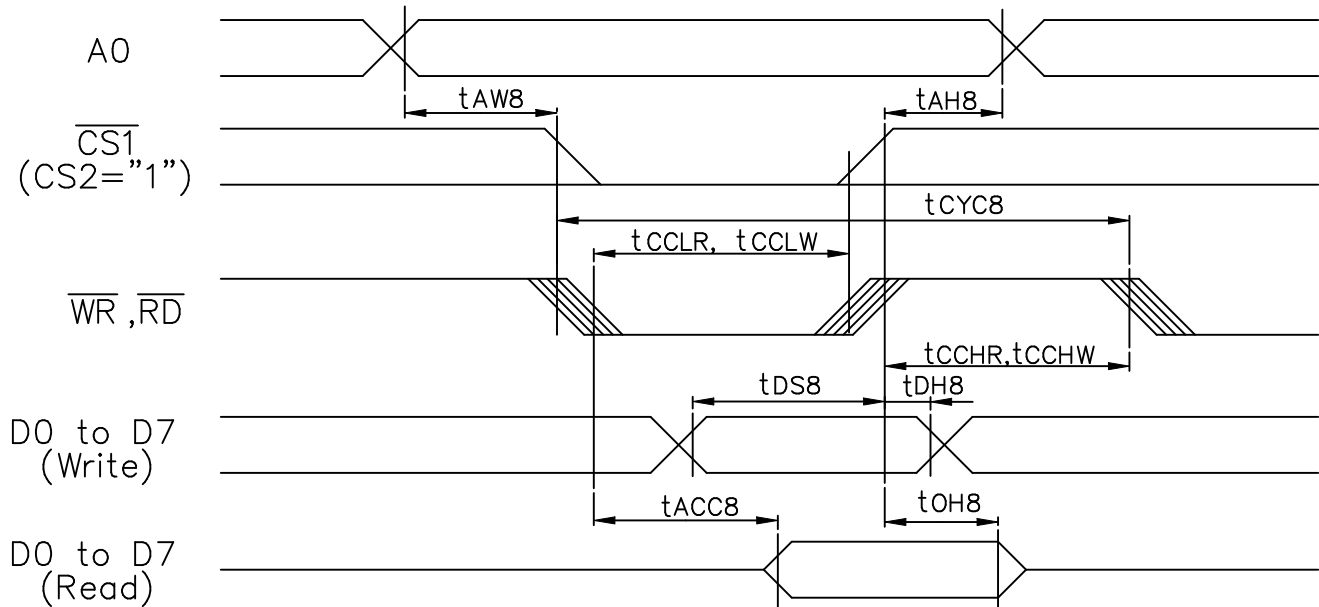 A0
tAW8
tAH8
CS1
(CS2="1")
tCYC8
tCCLR, tCCLW
WR ,RD
tCCHR,tCCHW
tDS8
tDH8
D0 to D7
(Write)
tACC8
tOH8
D0 to D7
(Read)